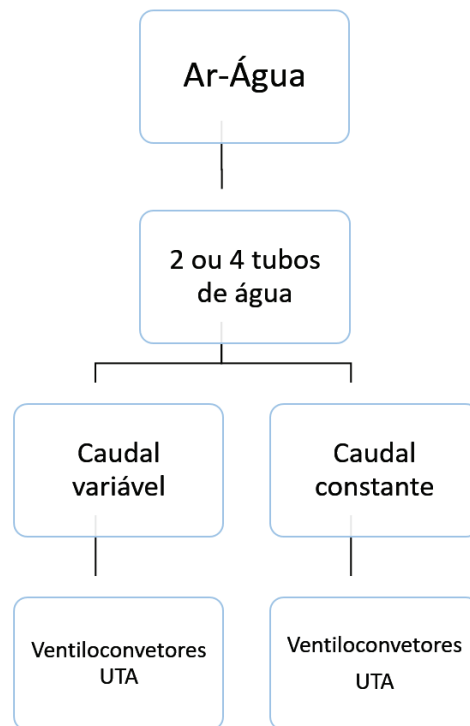 Ar-Água
2 ou 4 tubos
de água
Caudal
variável
Caudal
constante
Ventiloconvetores
UTA
Ventiloconvetores
UTA